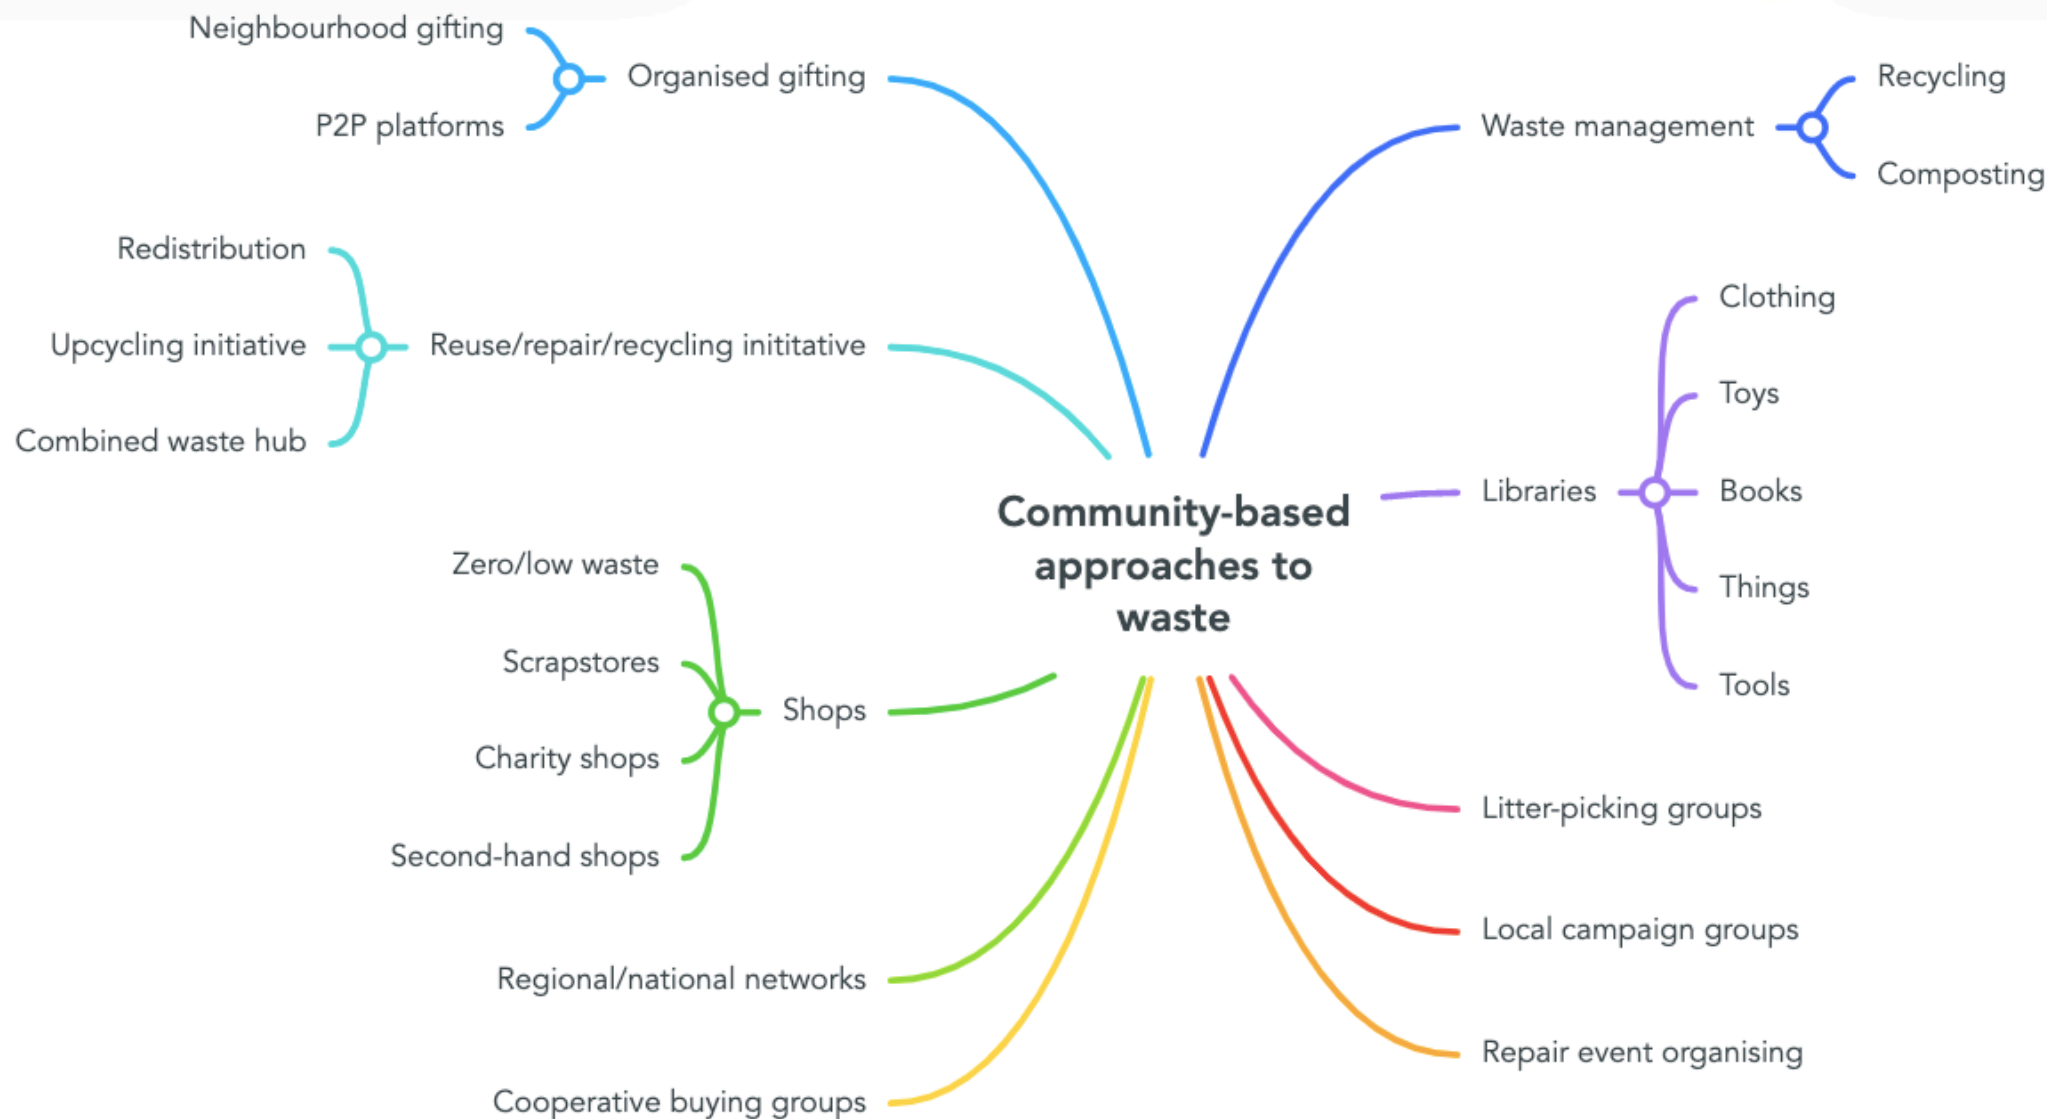 Neighbourhood gifting
P2P platforms
Organised gifting
Redistribution
Upcycling initiative
Combined waste hub
Reuse/repair/recycling inititative
Zero/low waste
Scrapstores
Charity shops
Second-hand shops
Shops
Regional/national networks
Cooperative buying groups
Community-based
approaches to
waste
Waste management
Recycling
Composting
Libraries
Clothing
Toys
Books
Things
Tools
Litter-picking groups
Local campaign groups
Repair event organising